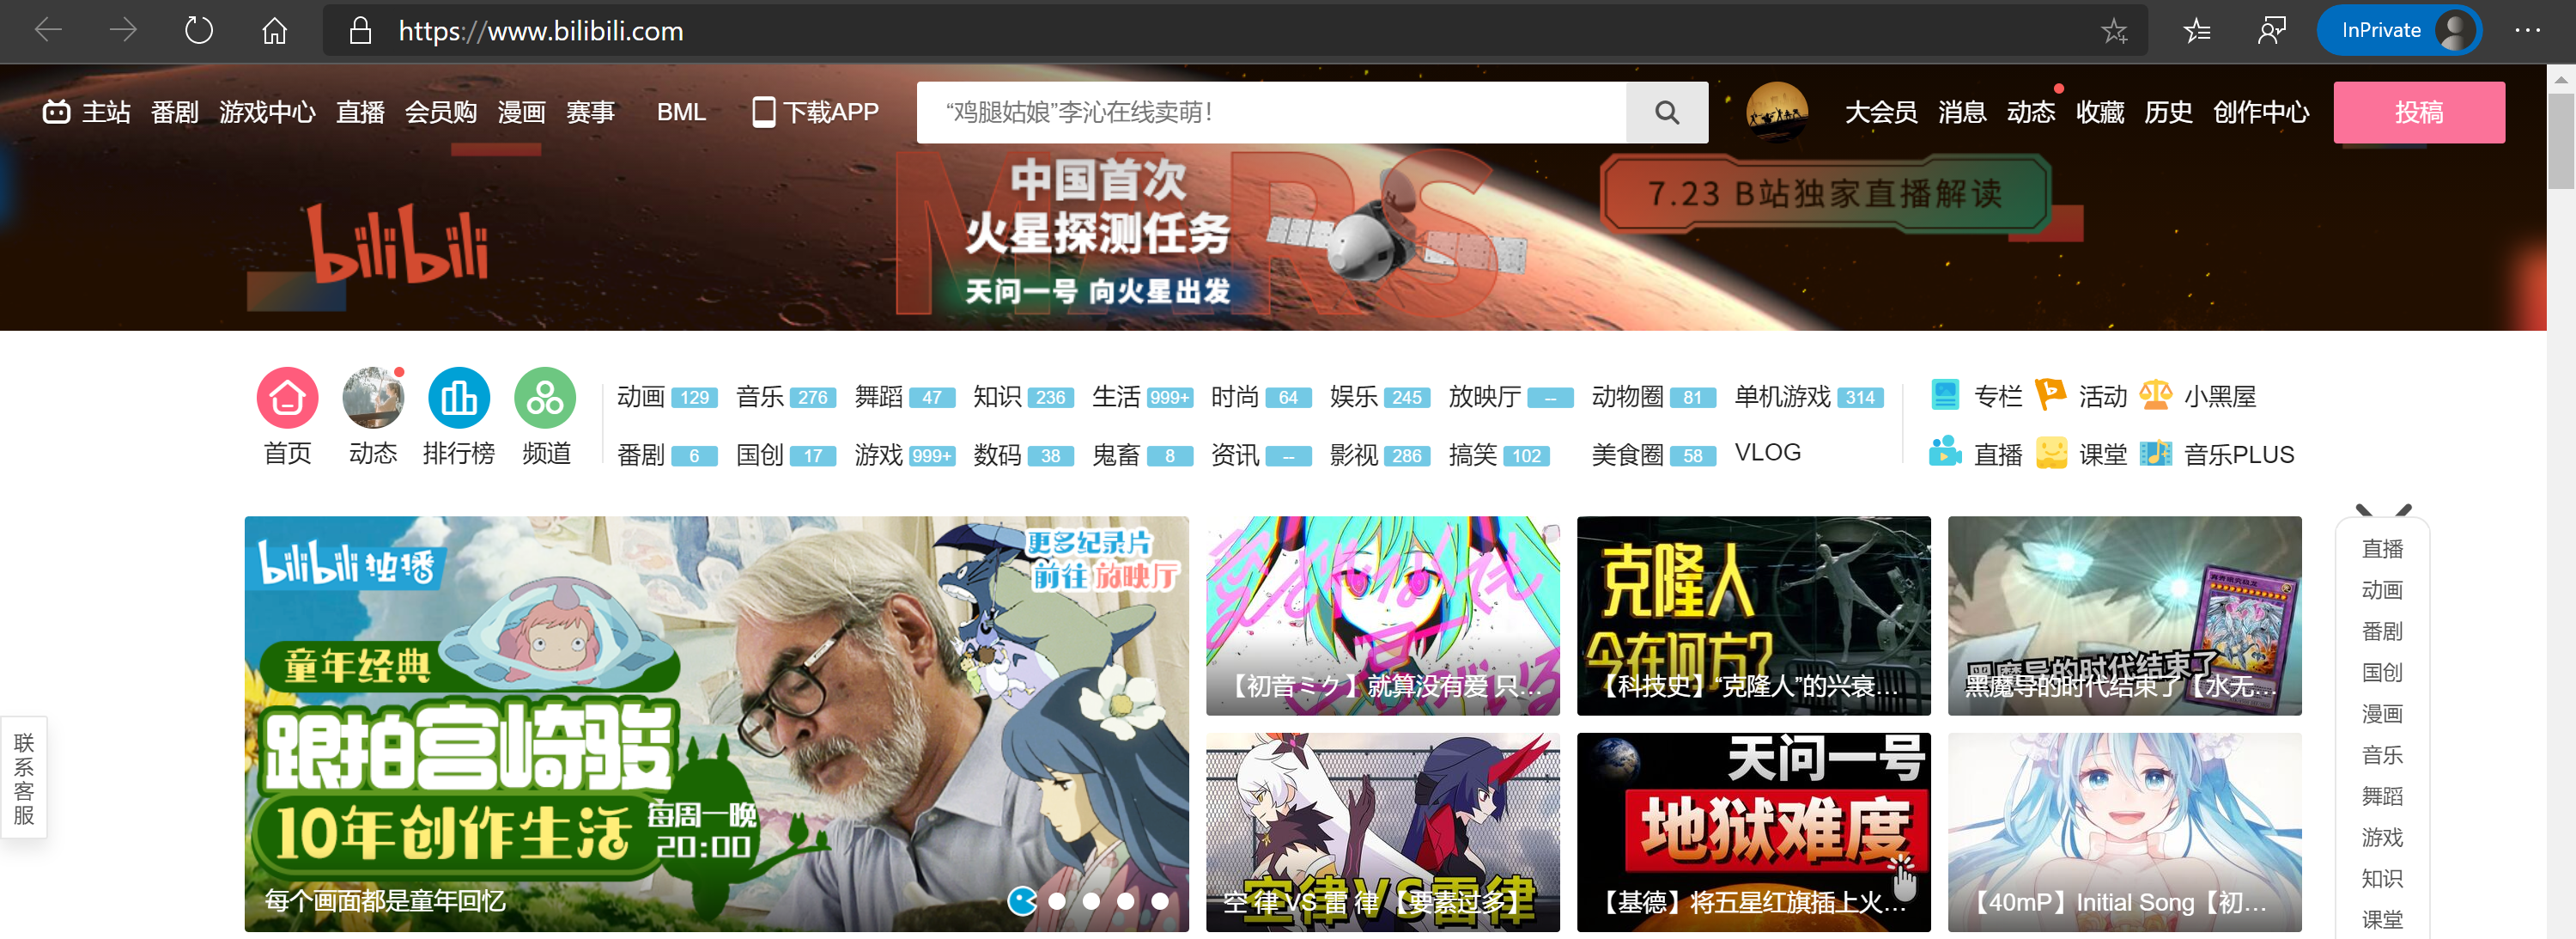 https://www.bilibili.com
InPrivate
主站 番剧 游戏中心 直播 会员购 漫画 赛事 BML 下载APP
“鸡腿姑娘”李沁在线卖萌！
大会员 消息 动态 收藏 历史 创作中心 投稿
bilibili
MARS
中国首次
火星探测任务
天问一号 向火星出发
7.23 B站独家直播解读
首页 动态 排行榜 频道
动画 129 音乐 276 舞蹈 47 知识 236 生活 999+ 时尚 64 娱乐 245 放映厅 -- 动物圈 81 单机游戏 314
番剧 6 国创 17 游戏 999+ 数码 38 鬼畜 8 资讯 -- 影视 286 搞笑 102 美食圈 58 VLOG
专栏 活动 小黑屋
直播 课堂 音乐PLUS
bilibili 独播
更多纪录片
前往 放映厅
童年经典
跟拍宫崎骏
10年创作生活
每周一晚
20:00
每个画面都是童年回忆
【初音ミク】就算没有爱 只…
克隆人
今在何方?
【科技史】“克隆人”的兴衰…
黑魔导的时代结束了
黑魔导的时代结束了【水无…
空律VS雷律
空 律 VS 雷 律 【要素过多】
天问一号
地狱难度
【基德】将五星红旗插上火…
【40mP】Initial Song【初…
直播
动画
番剧
国创
漫画
音乐
舞蹈
游戏
知识
课堂
联系客服